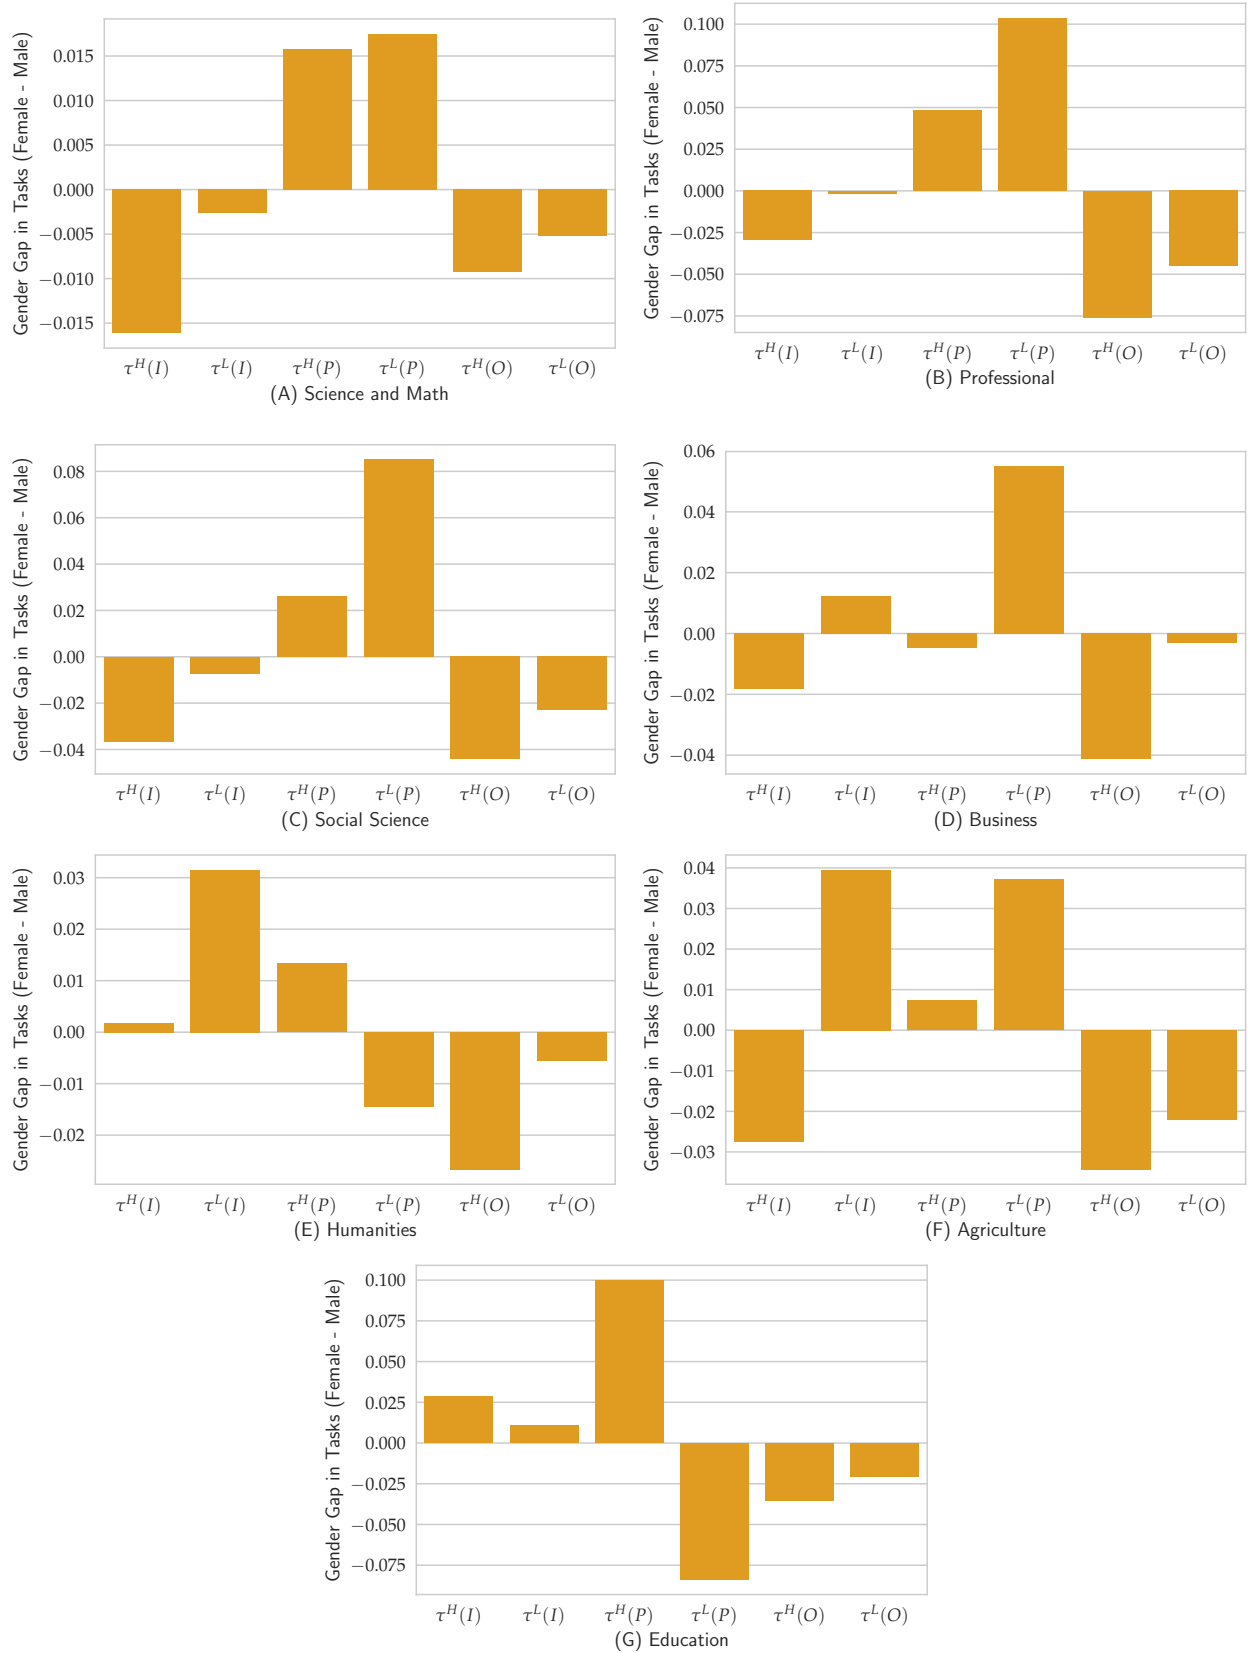 Gender Gap in Tasks (Female - Male)
0.015
0.010
0.005
0.000
−0.005
−0.010
−0.015
τ^H(I) τ^L(I) τ^H(P) τ^L(P) τ^H(O) τ^L(O)
(A) Science and Math
Gender Gap in Tasks (Female - Male)
0.100
0.075
0.050
0.025
0.000
−0.025
−0.050
−0.075
τ^H(I) τ^L(I) τ^H(P) τ^L(P) τ^H(O) τ^L(O)
(B) Professional
Gender Gap in Tasks (Female - Male)
0.08
0.06
0.04
0.02
0.00
−0.02
−0.04
τ^H(I) τ^L(I) τ^H(P) τ^L(P) τ^H(O) τ^L(O)
(C) Social Science
Gender Gap in Tasks (Female - Male)
0.06
0.04
0.02
0.00
−0.02
−0.04
τ^H(I) τ^L(I) τ^H(P) τ^L(P) τ^H(O) τ^L(O)
(D) Business
Gender Gap in Tasks (Female - Male)
0.03
0.02
0.01
0.00
−0.01
−0.02
τ^H(I) τ^L(I) τ^H(P) τ^L(P) τ^H(O) τ^L(O)
(E) Humanities
Gender Gap in Tasks (Female - Male)
0.04
0.03
0.02
0.01
0.00
−0.01
−0.02
−0.03
τ^H(I) τ^L(I) τ^H(P) τ^L(P) τ^H(O) τ^L(O)
(F) Agriculture
Gender Gap in Tasks (Female - Male)
0.100
0.075
0.050
0.025
0.000
−0.025
−0.050
−0.075
τ^H(I) τ^L(I) τ^H(P) τ^L(P) τ^H(O) τ^L(O)
(G) Education